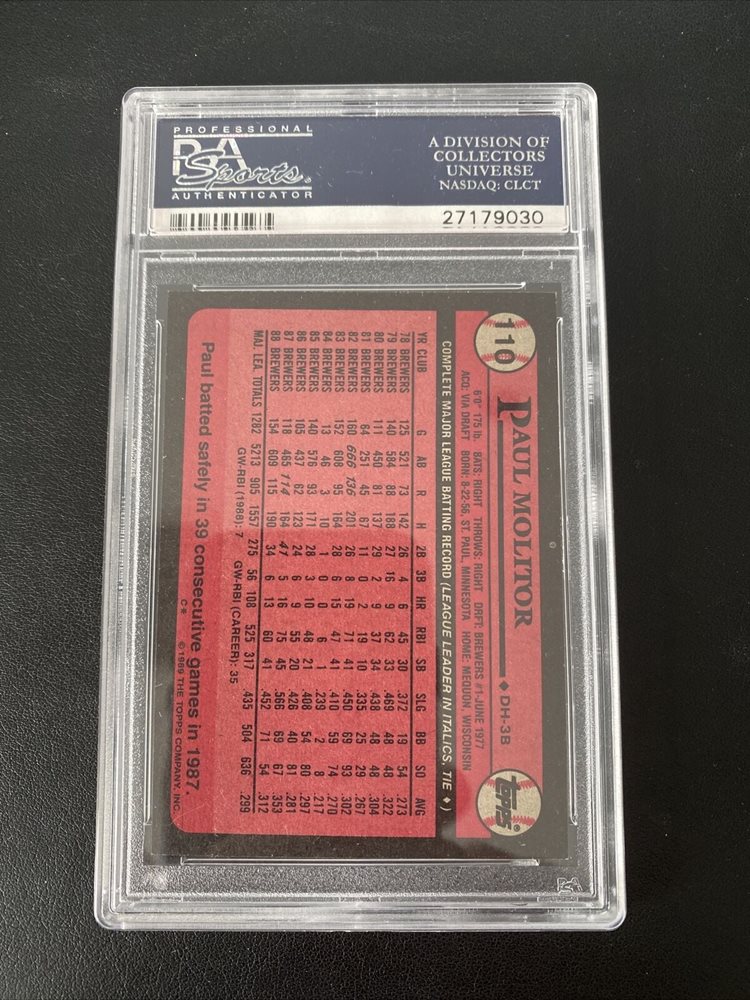 PROFESSIONAL
PSA
Sports
AUTHENTICATOR
A DIVISION OF
COLLECTORS
UNIVERSE
NASDAQ: CLCT
27179030
110
PAUL MOLITOR
♦ DH-3B
TOPPS®
6'0" 175 lb. BATS: RIGHT THROWS: RIGHT DRFT: BREWERS #1-JUNE 1977
ACQ: VIA DRAFT BORN: 8-22-56, ST. PAUL, MINNESOTA HOME: MEQUON, WISCONSIN
COMPLETE MAJOR LEAGUE BATTING RECORD (LEAGUE LEADER IN ITALICS, TIE ♦)
YR CLUB G AB R H 2B 3B HR RBI SB SLG BB SO AVG
78 BREWERS 125 521 73 142 26 4 6 45 30 .372 19 54 .273
79 BREWERS 140 584 88 188 27 16 9 62 33 .469 48 48 .322
80 BREWERS 111 450 81 137 29 2 9 37 34 .438 48 48 .304
81 BREWERS 64 251 45 67 11 0 2 19 10 .335 25 29 .267
82 BREWERS 160 666 136 201 26 8 19 71 41 .450 69 93 .302
83 BREWERS 152 608 95 164 28 6 15 47 41 .410 59 74 .270
84 BREWERS 13 46 3 10 1 0 0 6 1 .239 2 8 .217
85 BREWERS 140 576 93 171 28 3 10 48 21 .408 54 80 .297
86 BREWERS 105 437 62 123 24 6 9 55 20 .426 40 81 .281
87 BREWERS 118 465 114 164 41 5 16 75 45 .566 69 67 .353
88 BREWERS 154 609 115 190 34 6 13 60 41 .452 71 54 .312
MAJ. LEA. TOTALS 1282 5213 905 1557 275 56 108 525 317 .435 504 636 .299
GW-RBI (1988): 7 GW-RBI (CAREER): 35
Paul batted safely in 39 consecutive games in 1987.
C* © 1989 THE TOPPS COMPANY, INC.
PSA